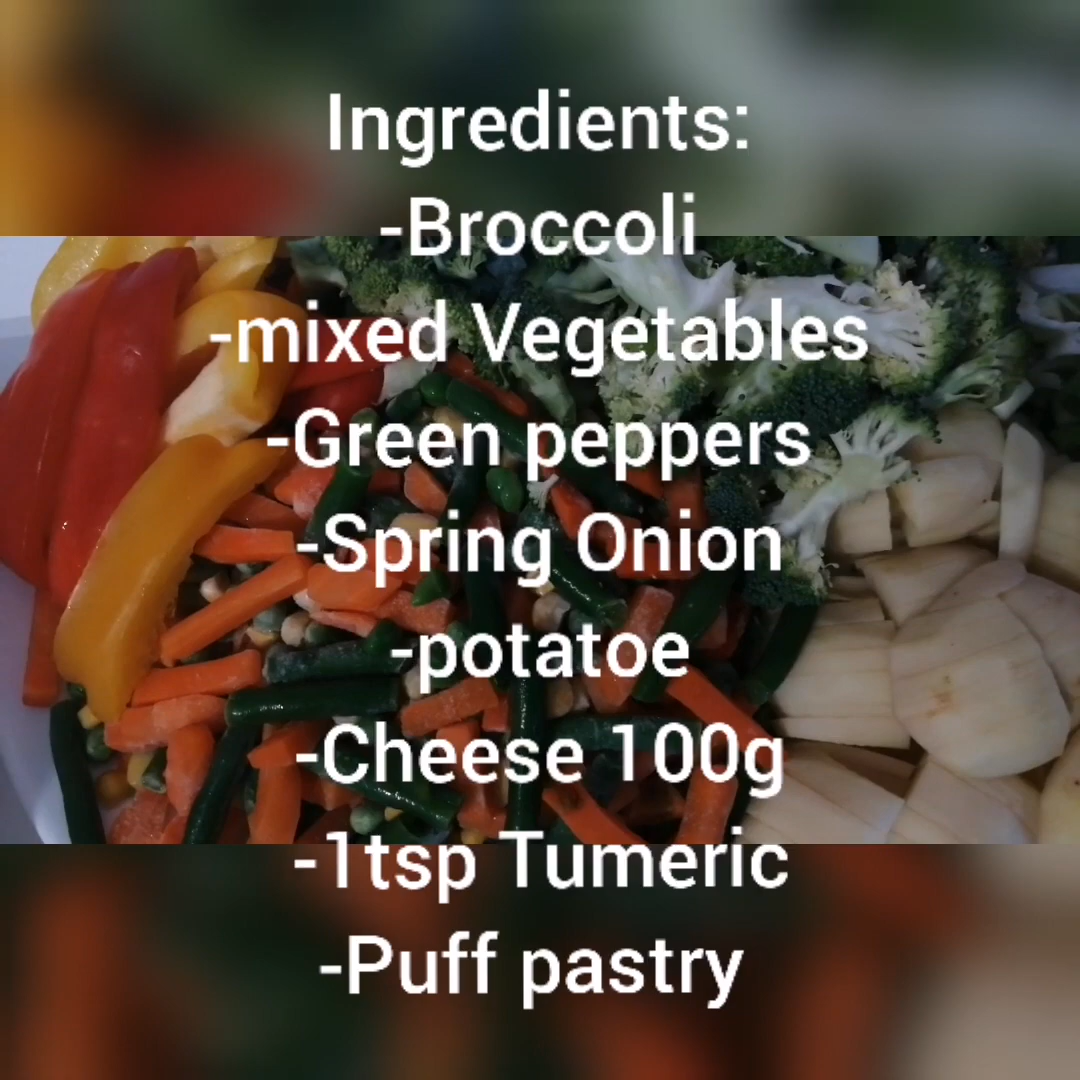 Ingredients:
-Broccoli
-mixed Vegetables
-Green peppers
-Spring Onion
-potatoe
-Cheese 100g
-1tsp Tumeric
-Puff pastry